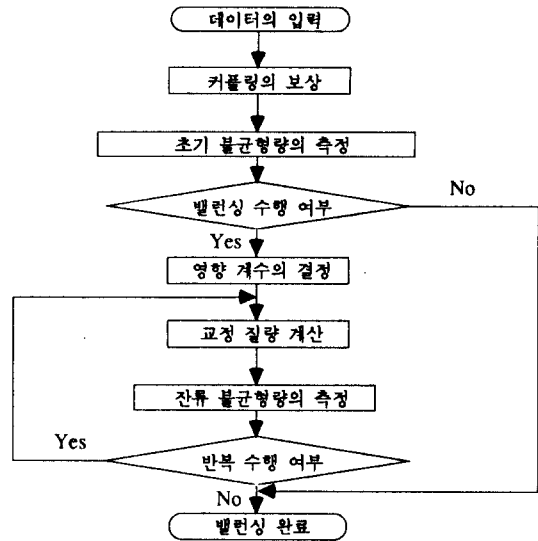 데이터의 입력
커플링의 보상
초기 불균형량의 측정
밸런싱 수행 여부
No
Yes
영향 계수의 결정
교정 질량 계산
잔류 불균형량의 측정
Yes
반복 수행 여부
No
밸런싱 완료